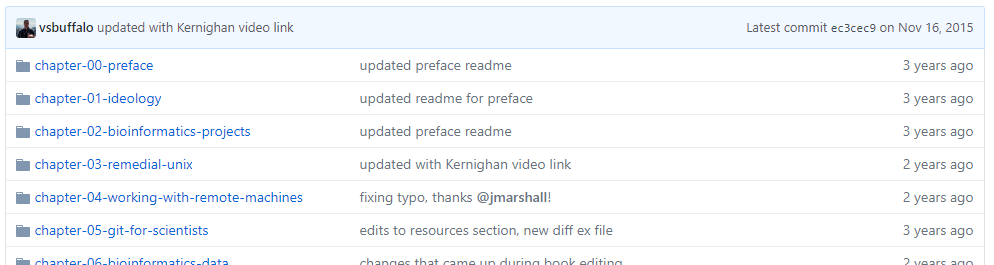 vsbuffalo updated with Kernighan video link Latest commit ec3cec9 on Nov 16, 2015
chapter-00-preface updated preface readme 3 years ago
chapter-01-ideology updated readme for preface 3 years ago
chapter-02-bioinformatics-projects updated preface readme 3 years ago
chapter-03-remedial-unix updated with Kernighan video link 2 years ago
chapter-04-working-with-remote-machines fixing typo, thanks @jmarshall! 2 years ago
chapter-05-git-for-scientists edits to resources section, new diff ex file 3 years ago
chapter-06-bioinformatics-data changes that came up during book editing 2 years ago